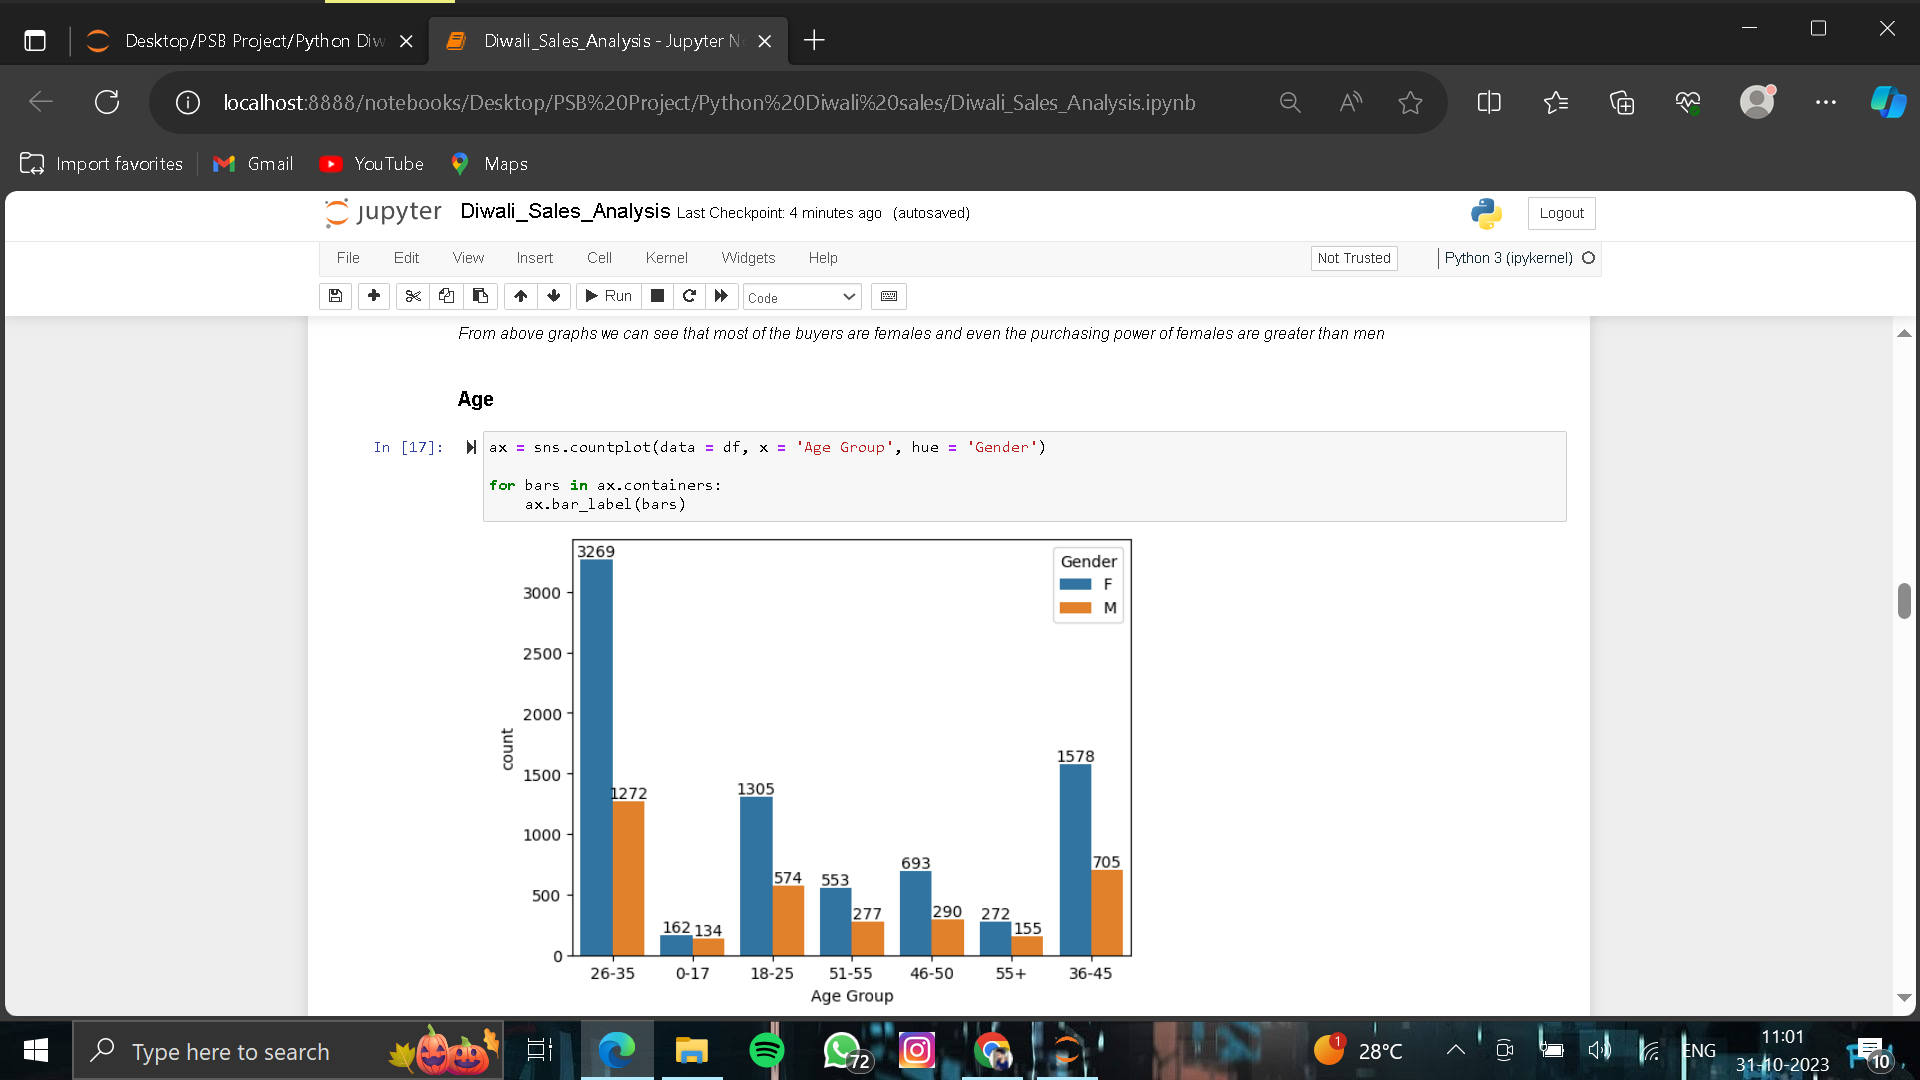 Desktop/PSB Project/Python Diw
Diwali_Sales_Analysis - Jupyter N
localhost:8888/notebooks/Desktop/PSB%20Project/Python%20Diwali%20sales/Diwali_Sales_Analysis.ipynb
Import favorites
Gmail
YouTube
Maps
jupyter Diwali_Sales_Analysis Last Checkpoint: 4 minutes ago (autosaved)
Logout
File Edit View Insert Cell Kernel Widgets Help
Not Trusted
Python 3 (ipykernel)
Run
Code
From above graphs we can see that most of the buyers are females and even the purchasing power of females are greater than men
Age
In [17]:
ax = sns.countplot(data = df, x = 'Age Group', hue = 'Gender')
for bars in ax.containers:
ax.bar_label(bars)
Gender
F
M
count
3000
2500
2000
1500
1000
500
0
3269
1272
162
134
1305
574
553
277
693
290
272
155
1578
705
26-35 0-17 18-25 51-55 46-50 55+ 36-45
Age Group
Type here to search
72
1
28°C
ENG
11:01
31-10-2023
10